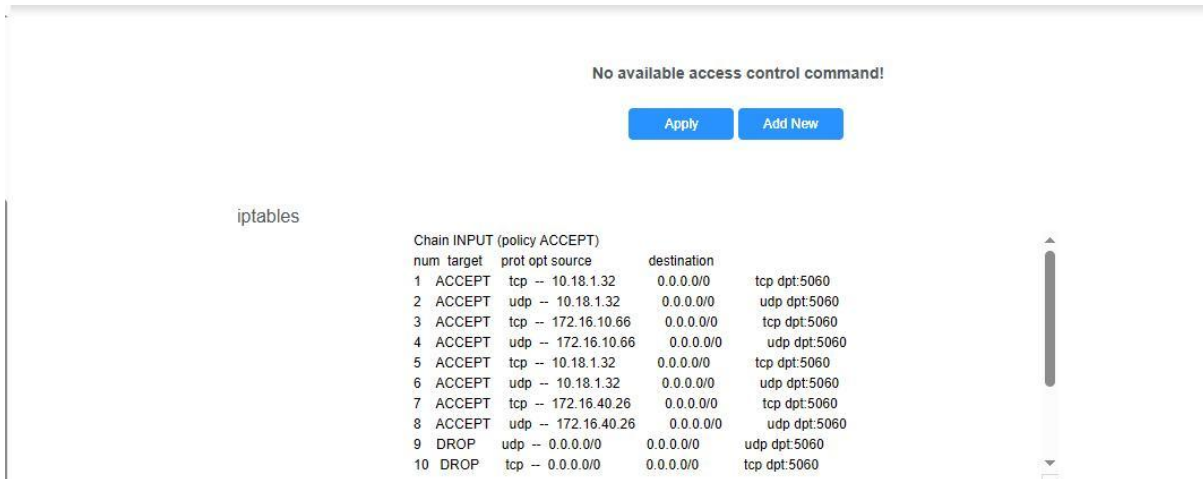 No available access control command!
Apply Add New
iptables
Chain INPUT (policy ACCEPT)
num target prot opt source destination
1 ACCEPT tcp -- 10.18.1.32 0.0.0.0/0 tcp dpt:5060
2 ACCEPT udp -- 10.18.1.32 0.0.0.0/0 udp dpt:5060
3 ACCEPT tcp -- 172.16.10.66 0.0.0.0/0 tcp dpt:5060
4 ACCEPT udp -- 172.16.10.66 0.0.0.0/0 udp dpt:5060
5 ACCEPT tcp -- 10.18.1.32 0.0.0.0/0 tcp dpt:5060
6 ACCEPT udp -- 10.18.1.32 0.0.0.0/0 udp dpt:5060
7 ACCEPT tcp -- 172.16.40.26 0.0.0.0/0 tcp dpt:5060
8 ACCEPT udp -- 172.16.40.26 0.0.0.0/0 udp dpt:5060
9 DROP udp -- 0.0.0.0/0 0.0.0.0/0 udp dpt:5060
10 DROP tcp -- 0.0.0.0/0 0.0.0.0/0 tcp dpt:5060